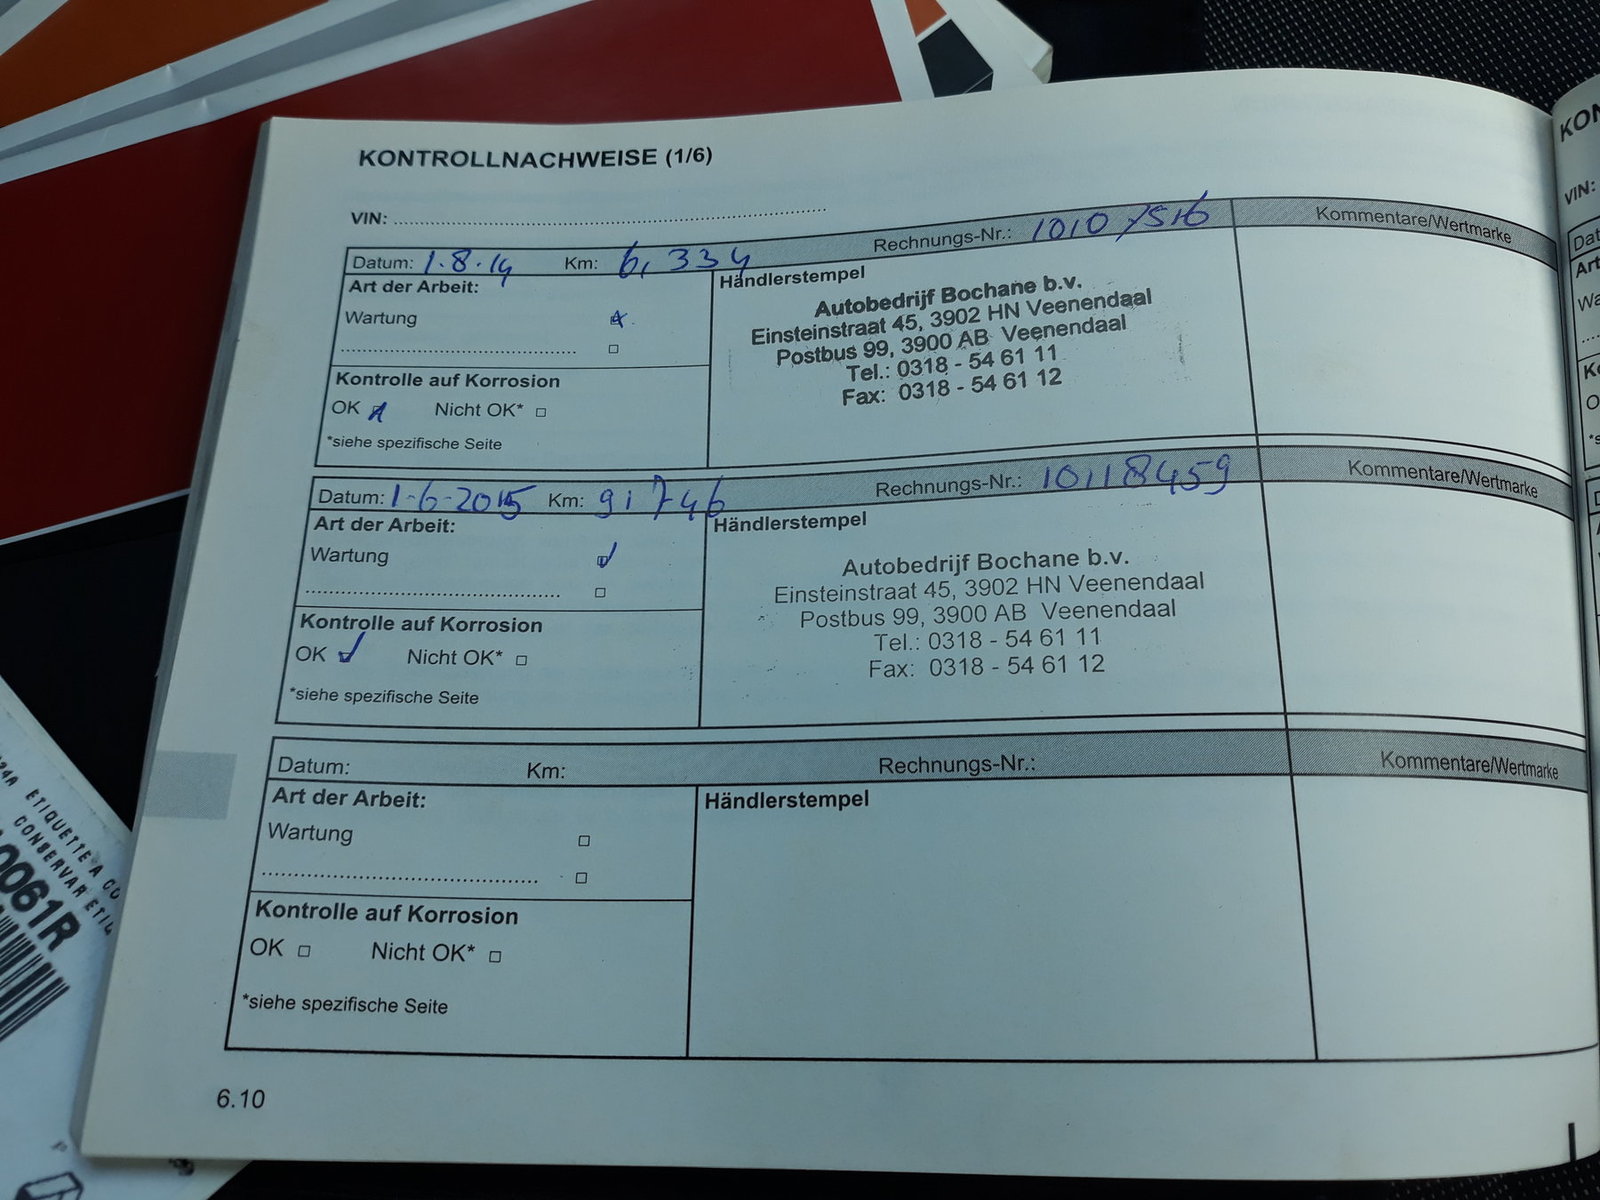 KONTROLLNACHWEISE (1/6)
VIN:
Datum: 1.8.14 Km: 6,334 Rechnungs-Nr.: 10107516 Kommentare/Wertmarke
Art der Arbeit: Händlerstempel
Wartung
Autobedrijf Bochane b.v.
Einsteinstraat 45, 3902 HN Veenendaal
Postbus 99, 3900 AB Veenendaal
Tel.: 0318 - 54 61 11
Fax: 0318 - 54 61 12
Kontrolle auf Korrosion
OK Nicht OK*
*siehe spezifische Seite
Datum: 1-6-2015 Km: 91746 Rechnungs-Nr.: 10118459 Kommentare/Wertmarke
Art der Arbeit: Händlerstempel
Wartung
Autobedrijf Bochane b.v.
Einsteinstraat 45, 3902 HN Veenendaal
Postbus 99, 3900 AB Veenendaal
Tel.: 0318 - 54 61 11
Fax: 0318 - 54 61 12
Kontrolle auf Korrosion
OK Nicht OK*
*siehe spezifische Seite
Datum: Km: Rechnungs-Nr.: Kommentare/Wertmarke
Art der Arbeit: Händlerstempel
Wartung
Kontrolle auf Korrosion
OK Nicht OK*
*siehe spezifische Seite
6.10
VIN:
ETIQUETTE A
CONSERVAR
0061R